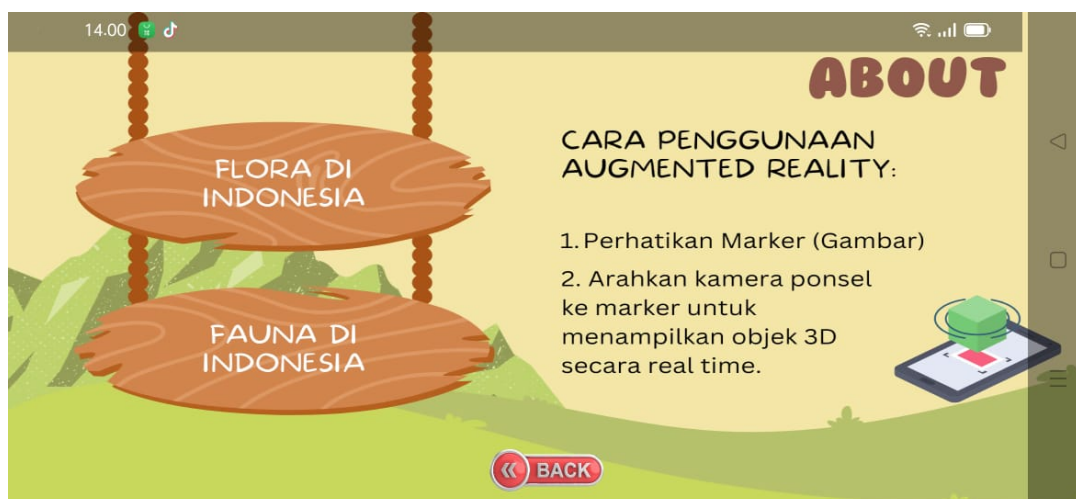 14.00
ABOUT
FLORA DI
INDONESIA
FAUNA DI
INDONESIA
CARA PENGGUNAAN
AUGMENTED REALITY:
1. Perhatikan Marker (Gambar)
2. Arahkan kamera ponsel
ke marker untuk
menampilkan objek 3D
secara real time.
BACK